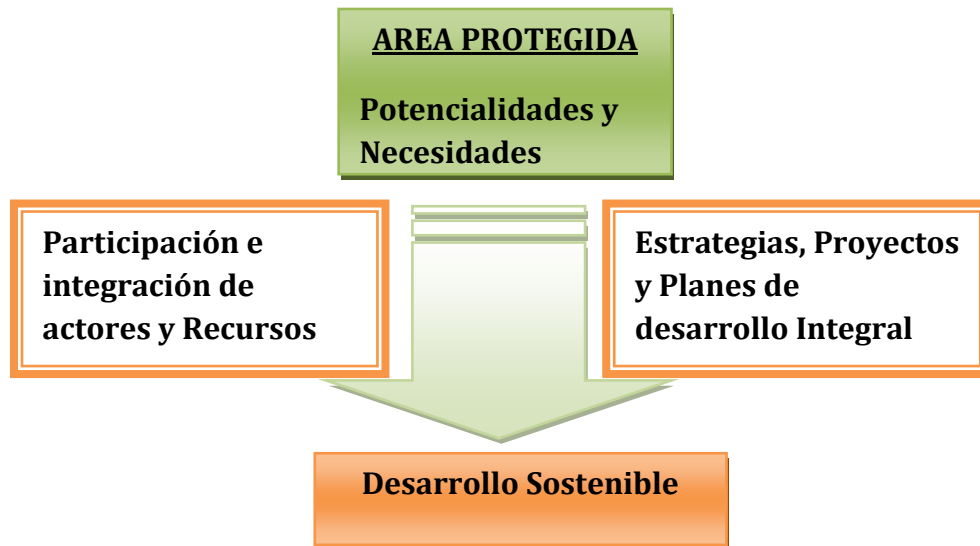 AREA PROTEGIDA
Potencialidades y
Necesidades
Participación e
integración de
actores y Recursos
Estrategias, Proyectos
y Planes de
desarrollo Integral
Desarrollo Sostenible